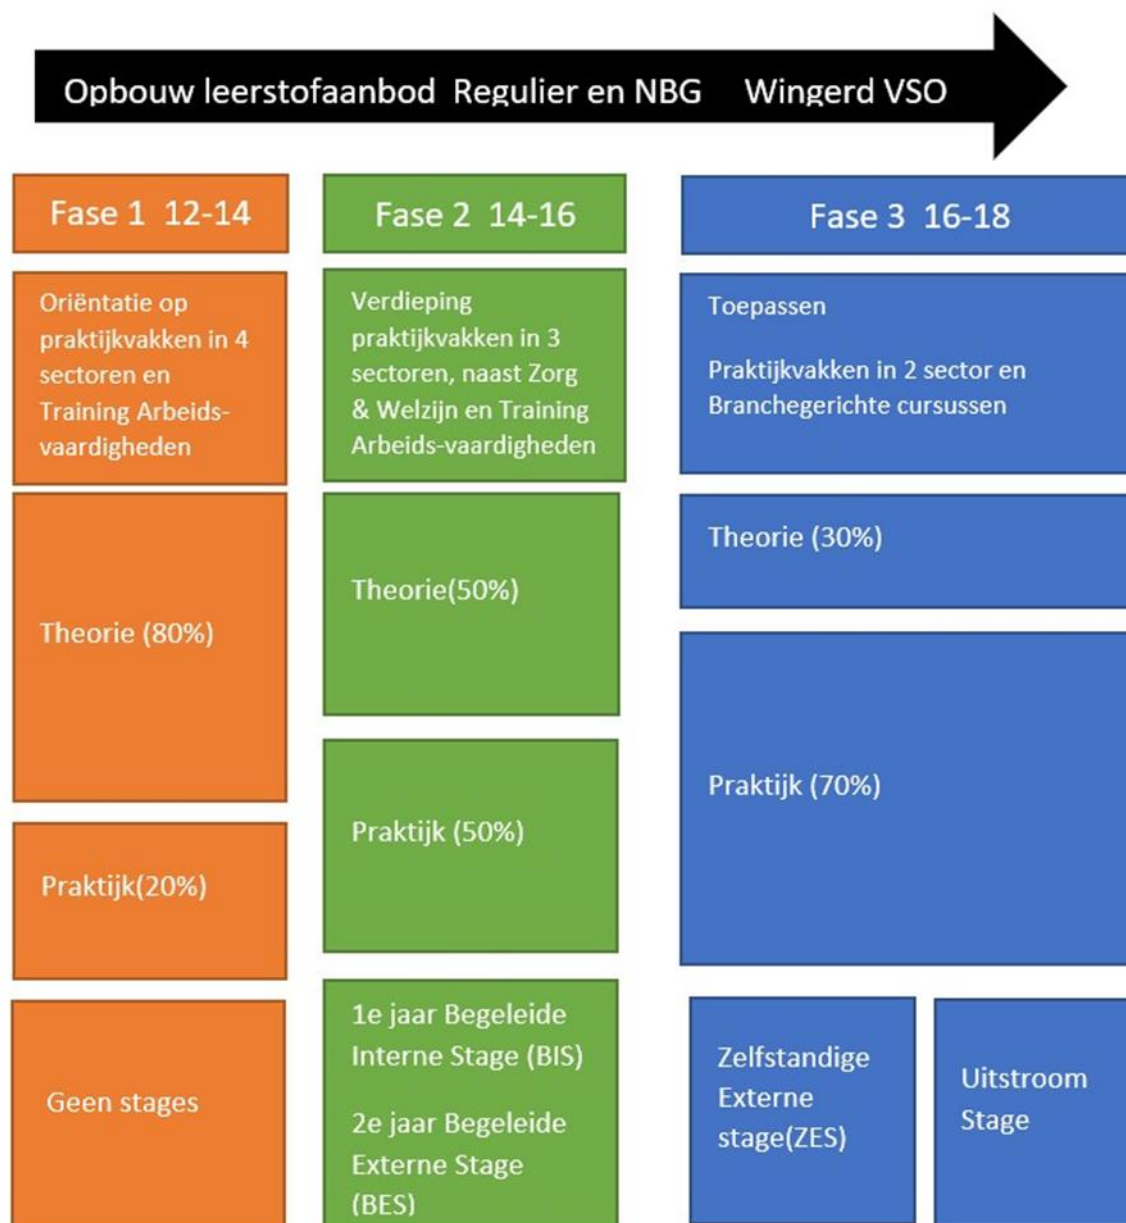 Opbouw leerstofaanbod  Regulier en NBG     Wingerd VSO
Fase 1  12-14
Oriëntatie op
praktijkvakken in 4
sectoren en
Training Arbeids-
vaardigheden
Theorie (80%)
Praktijk(20%)
Geen stages
Fase 2  14-16
Verdieping
praktijkvakken in 3
sectoren, naast Zorg
& Welzijn en Training
Arbeids-vaardigheden
Theorie(50%)
Praktijk (50%)
1e jaar Begeleide
Interne Stage (BIS)
2e jaar Begeleide
Externe Stage
(BES)
Fase 3  16-18
Toepassen
Praktijkvakken in 2 sector en
Branchegerichte cursussen
Theorie (30%)
Praktijk (70%)
Zelfstandige
Externe
stage(ZES)
Uitstroom
Stage